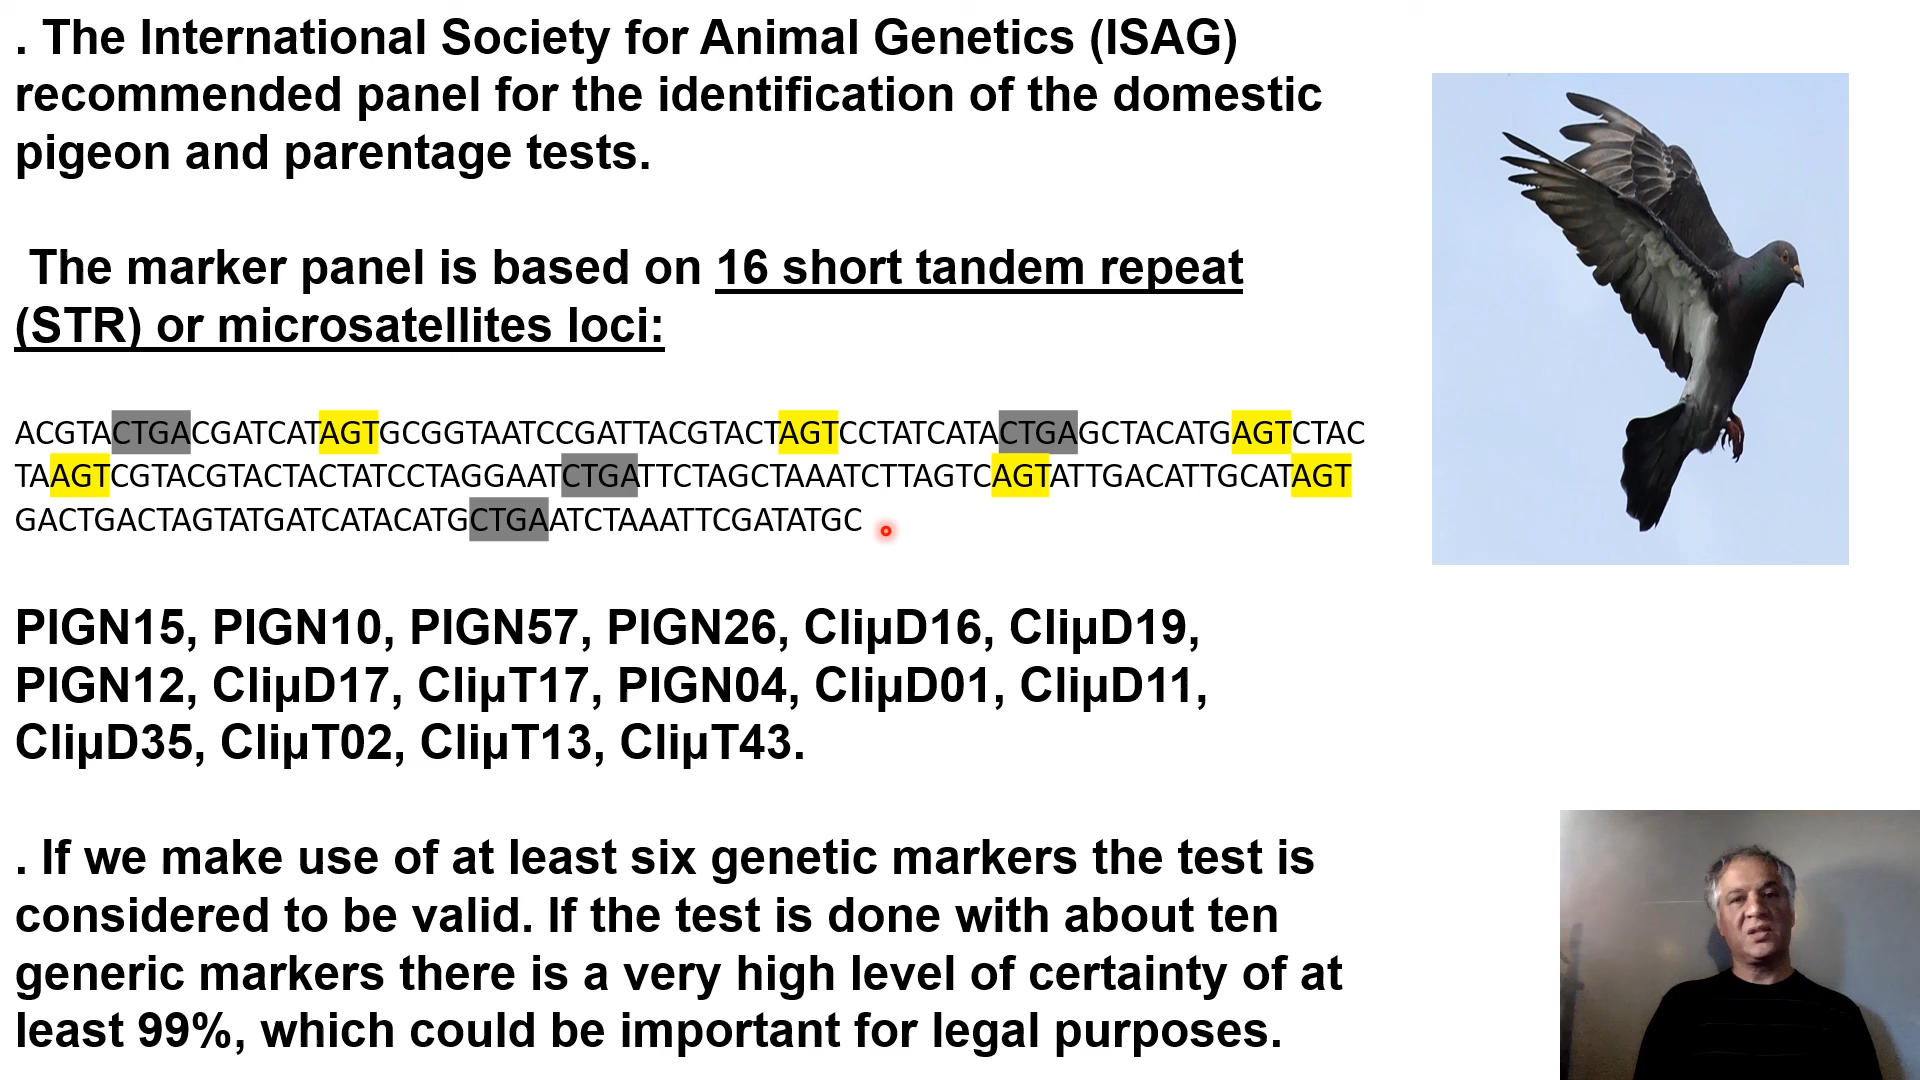 . The International Society for Animal Genetics (ISAG)
recommended panel for the identification of the domestic
pigeon and parentage tests.
The marker panel is based on 16 short tandem repeat
(STR) or microsatellites loci:
ACGTACTGACGATCATAGTGCGGTAATCCGATTACGTACTAGTCCTATCATACTGAGCTACATGAGTCTAC
TAAGTCGTACGTACTACTATCCTAGGAATCTGATTCTAGCTAAATCTTAGTCAGTATTGACATTGCATAGT
GACTGACTAGTATGATCATACATGCTGAATCTAAATTCGATATGC
PIGN15, PIGN10, PIGN57, PIGN26, CliµD16, CliµD19,
PIGN12, CliµD17, CliµT17, PIGN04, CliµD01, CliµD11,
CliµD35, CliµT02, CliµT13, CliµT43.
. If we make use of at least six genetic markers the test is
considered to be valid. If the test is done with about ten
generic markers there is a very high level of certainty of at
least 99%, which could be important for legal purposes.